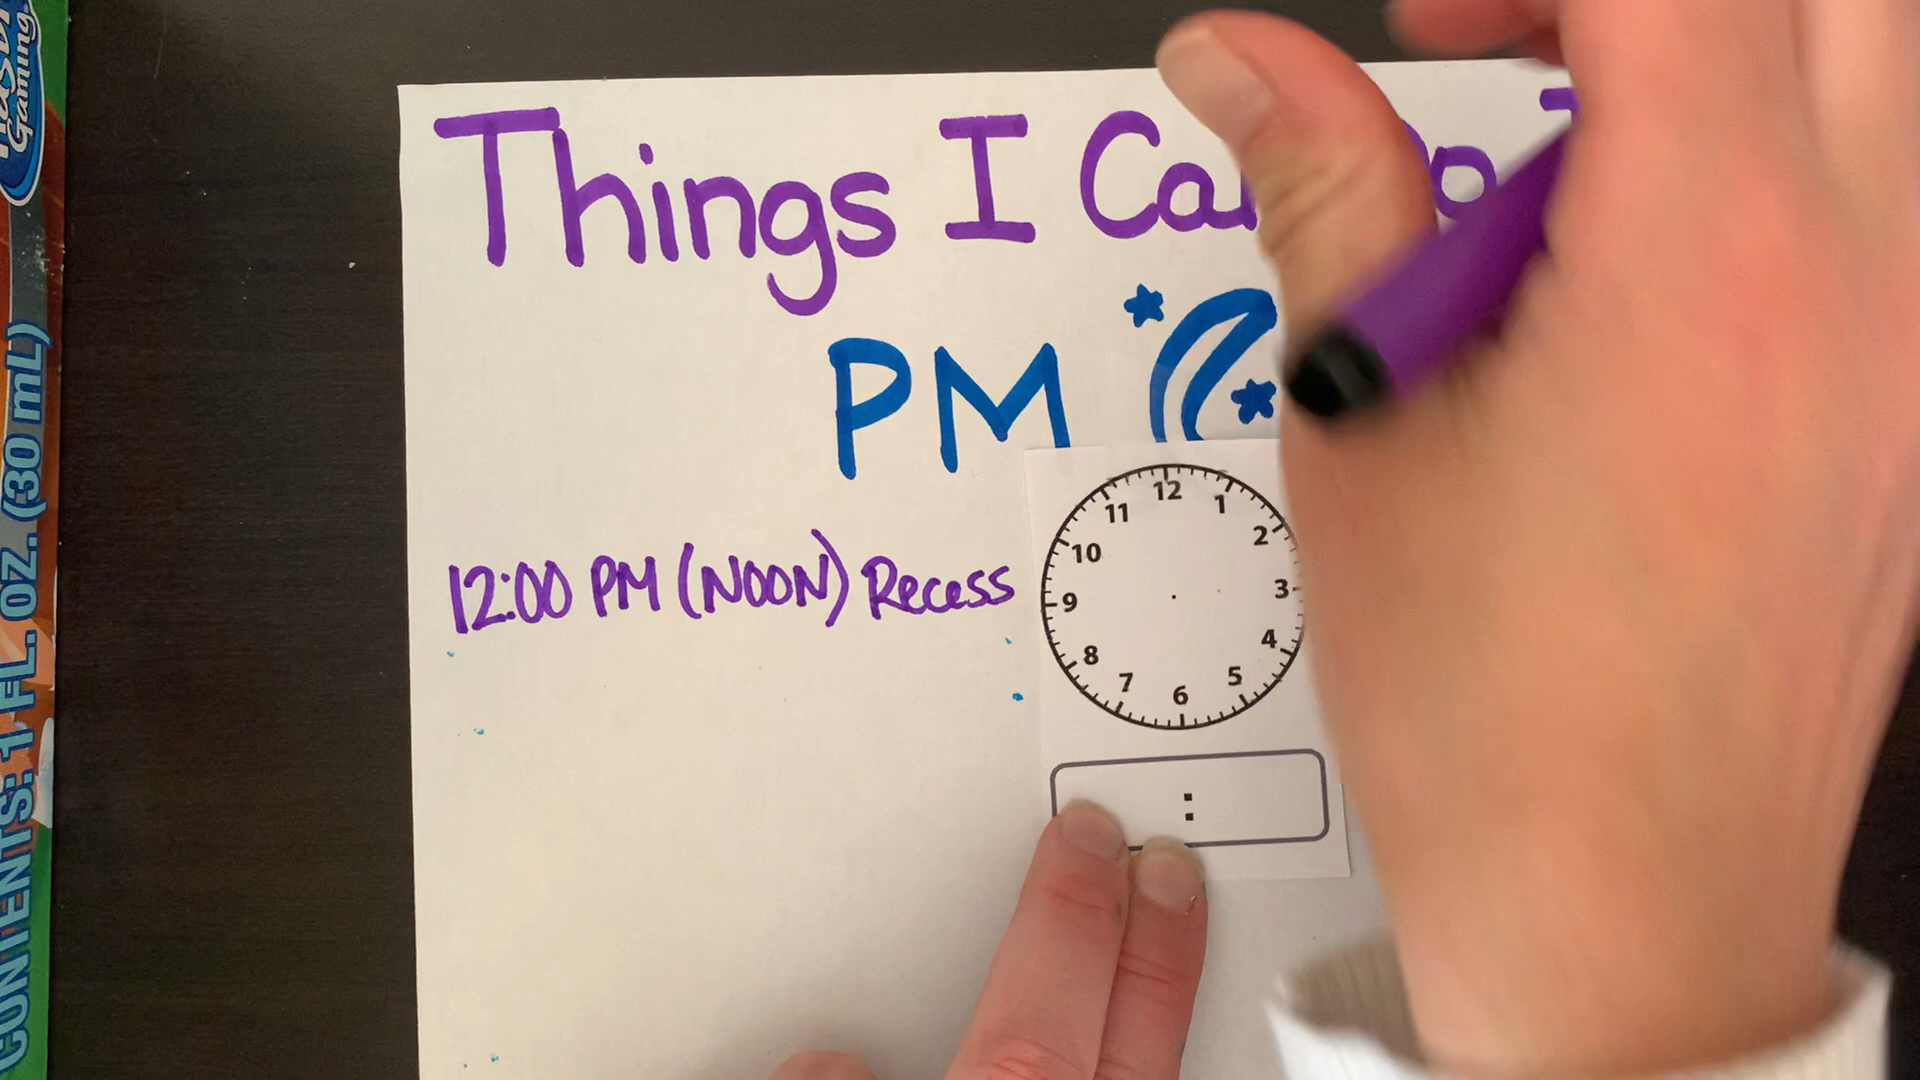 Things I Ca
PM
12:00 PM (NOON) Recess
12
1
2
3
4
5
6
7
8
9
10
11
:
Gaming
CONTENTS: 1 FL. OZ. (30 mL)